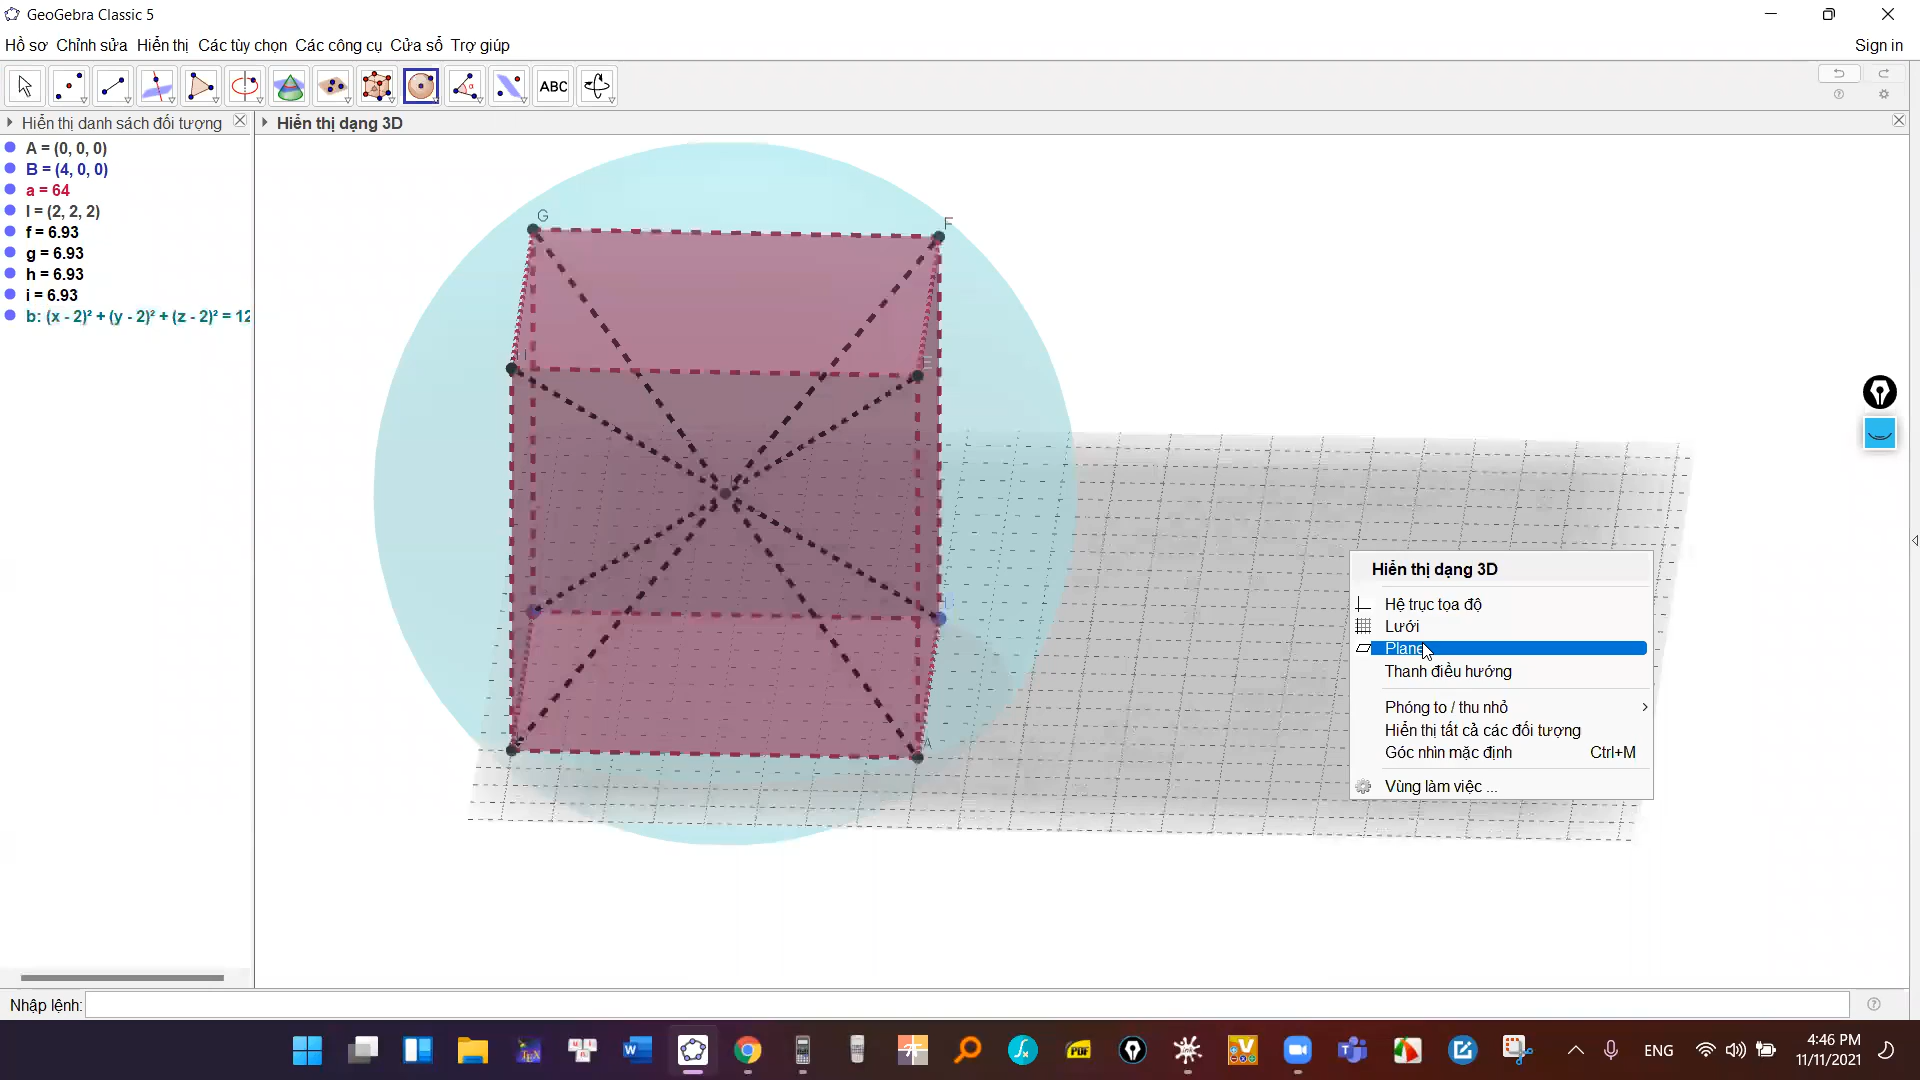 GeoGebra Classic 5
Hồ sơ Chỉnh sửa Hiển thị Các tùy chọn Các công cụ Cửa sổ Trợ giúp
Sign in
ABC
Hiển thị danh sách đối tượng
Hiển thị dạng 3D
A = (0, 0, 0)
B = (4, 0, 0)
a = 64
I = (2, 2, 2)
f = 6.93
g = 6.93
h = 6.93
i = 6.93
b: (x - 2)² + (y - 2)² + (z - 2)² = 12
G
F
E
A
Hiển thị dạng 3D
Hệ trục tọa độ
Lưới
Plane
Thanh điều hướng
Phóng to / thu nhỏ
Hiển thị tất cả các đối tượng
Góc nhìn mặc định Ctrl+M
Vùng làm việc ...
Nhập lệnh:
ENG
4:46 PM
11/11/2021